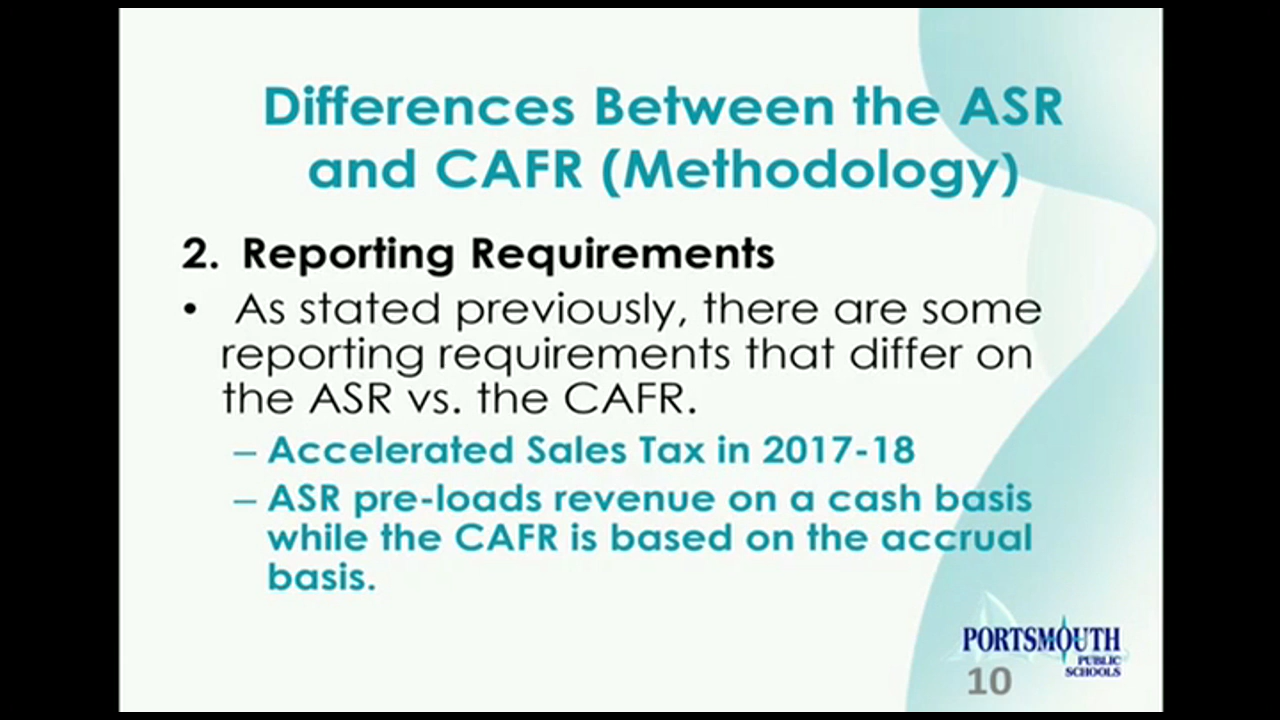 Differences Between the ASR
and CAFR (Methodology)
2. Reporting Requirements
• As stated previously, there are some
reporting requirements that differ on
the ASR vs. the CAFR.
– Accelerated Sales Tax in 2017-18
– ASR pre-loads revenue on a cash basis
while the CAFR is based on the accrual
basis.
PORTSMOUTH
PUBLIC
SCHOOLS
10